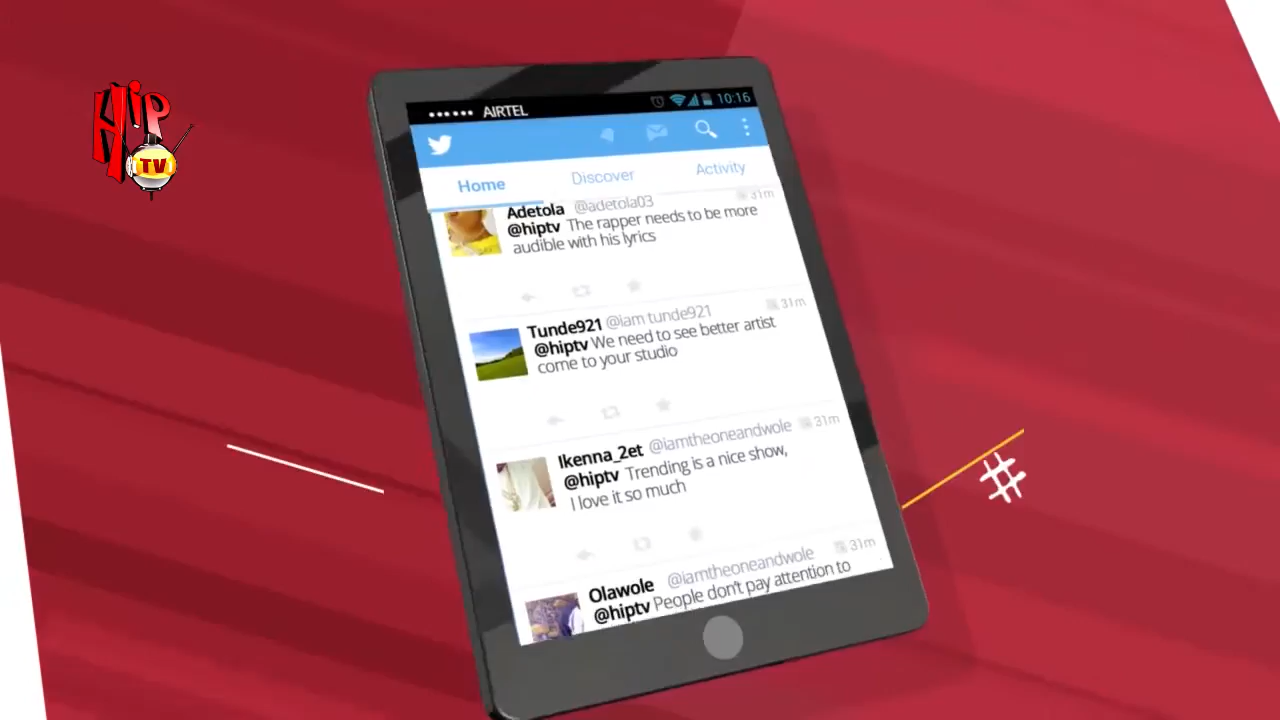 HiP
TV
AIRTEL
10:16
Home
Discover
Activity
Adetola @adetola03
31m
@hiptv The rapper needs to be more
audible with his lyrics
Tunde921 @iam tunde921
31m
@hiptv We need to see better artist
come to your studio
Ikenna_2et @iamtheoneandwole
31m
@hiptv Trending is a nice show,
I love it so much
Olawole @iamtheoneandwole
31m
@hiptv People don't pay attention to
#